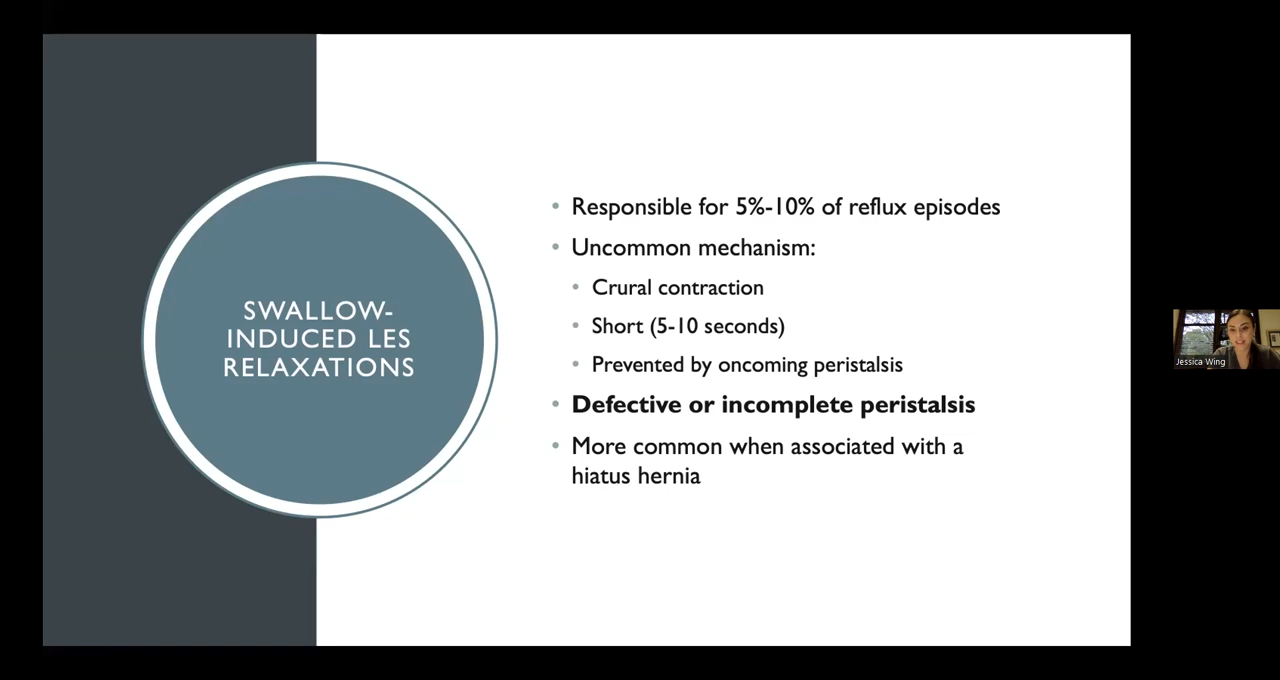 SWALLOW-
INDUCED LES
RELAXATIONS
• Responsible for 5%-10% of reflux episodes
• Uncommon mechanism:
• Crural contraction
• Short (5-10 seconds)
• Prevented by oncoming peristalsis
• Defective or incomplete peristalsis
• More common when associated with a
hiatus hernia
Jessica Wing